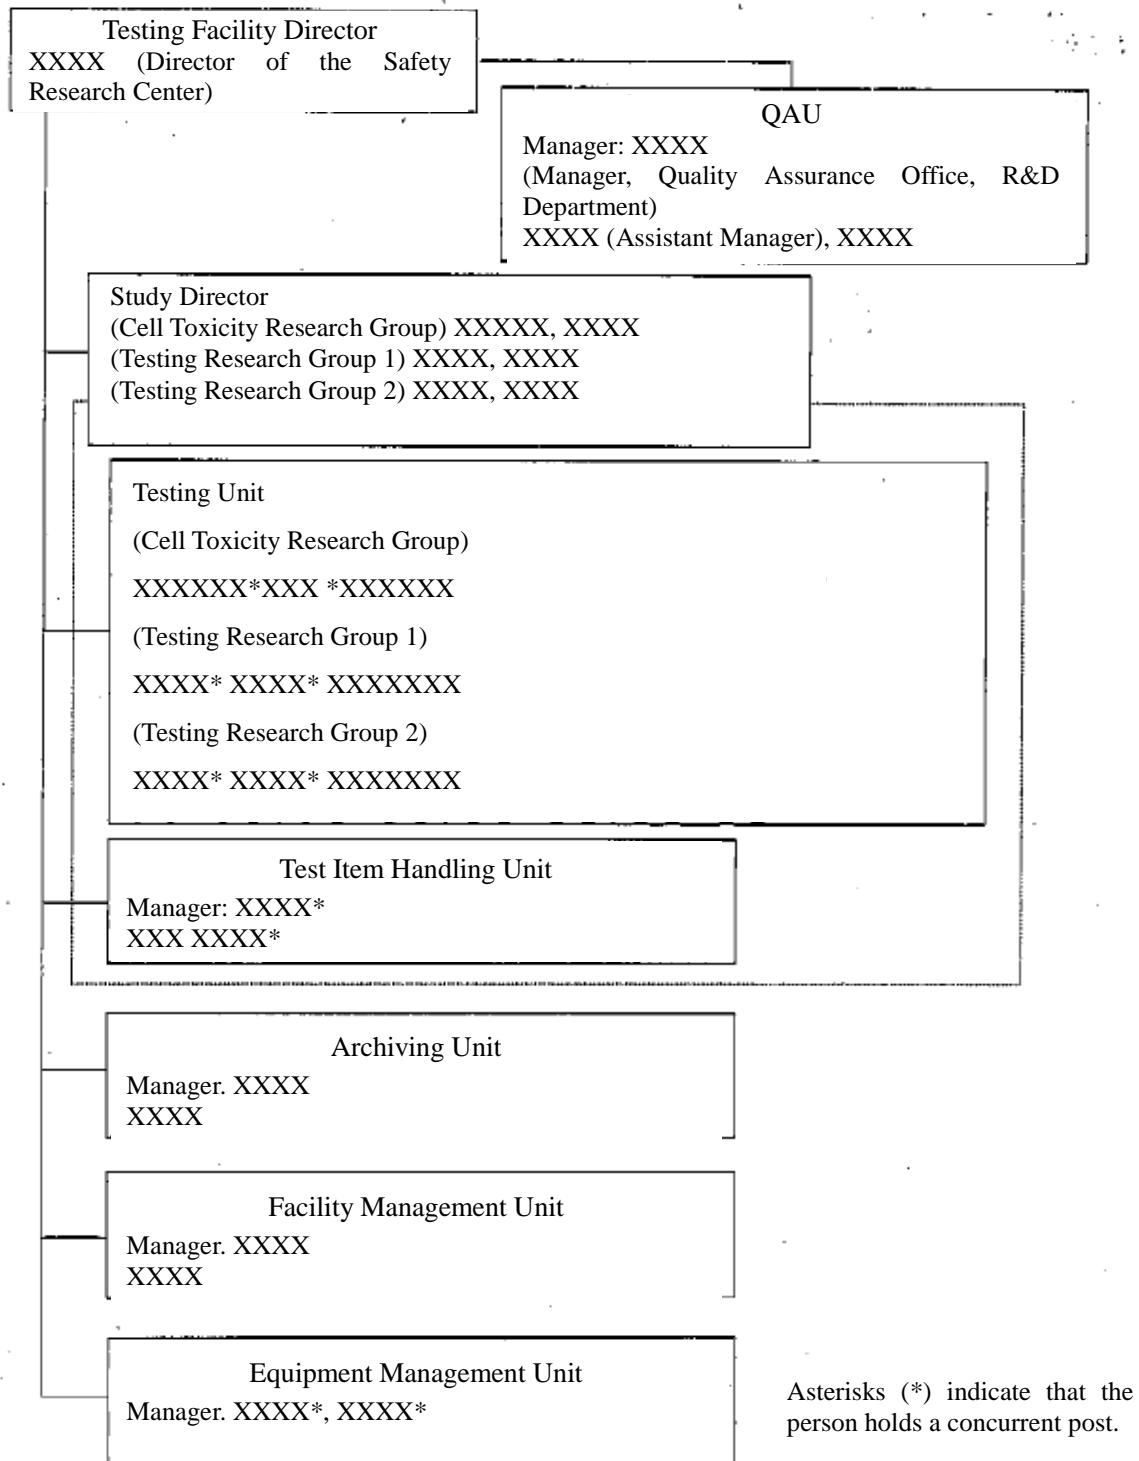 Testing Facility Director
XXXX (Director of the Safety
Research Center)
QAU
Manager: XXXX
(Manager, Quality Assurance Office, R&D
Department)
XXXX (Assistant Manager), XXXX
Study Director
(Cell Toxicity Research Group) XXXXX, XXXX
(Testing Research Group 1) XXXX, XXXX
(Testing Research Group 2) XXXX, XXXX
Testing Unit
(Cell Toxicity Research Group)
XXXXXX*XXX *XXXXXX
(Testing Research Group 1)
XXXX* XXXX* XXXXXXX
(Testing Research Group 2)
XXXX* XXXX* XXXXXXX
Test Item Handling Unit
Manager: XXXX*
XXX XXXX*
Archiving Unit
Manager. XXXX
XXXX
Facility Management Unit
Manager. XXXX
XXXX
Equipment Management Unit
Manager. XXXX*, XXXX*
Asterisks (*) indicate that the
person holds a concurrent post.